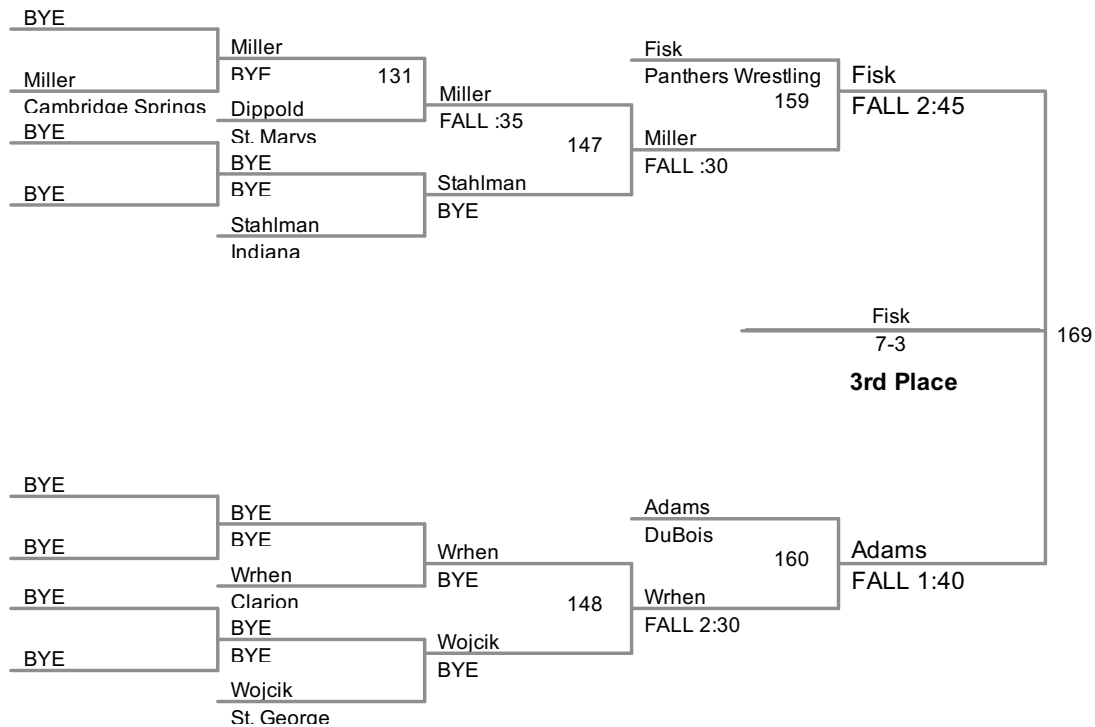 BYE
Miller
Cambridge Springs
BYE
BYE
Miller
BYE
131
Dippold
St. Marys
BYE
BYE
Stahlman
Indiana
Miller
FALL :35
147
Stahlman
BYE
Fisk
Panthers Wrestling
159
Miller
FALL :30
Fisk
FALL 2:45
Fisk
7-3
3rd Place
169
BYE
BYE
BYE
BYE
BYE
BYE
Wrhen
Clarion
BYE
BYE
Wojcik
St. George
Wrhen
BYE
148
Wojcik
BYE
Adams
DuBois
160
Wrhen
FALL 2:30
Adams
FALL 1:40